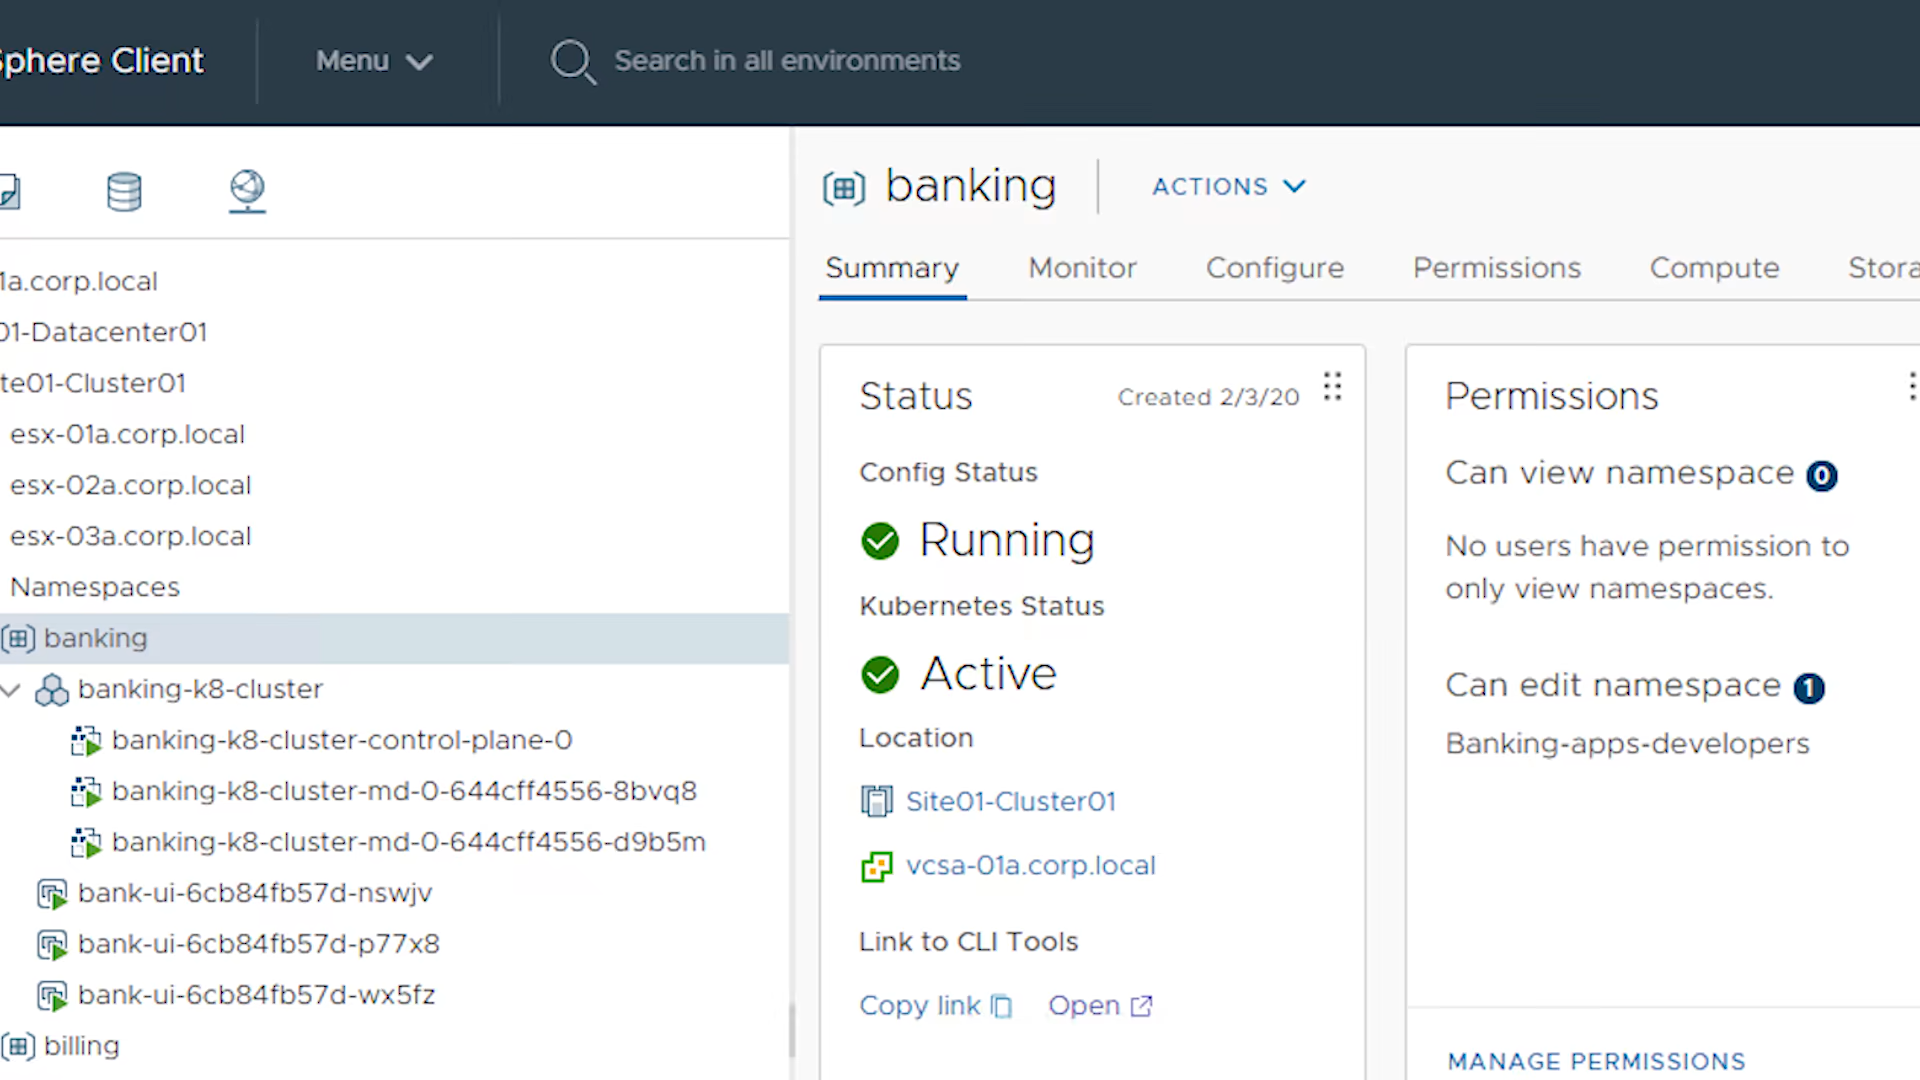 Sphere Client
Menu
Search in all environments
1a.corp.local
01-Datacenter01
te01-Cluster01
esx-01a.corp.local
esx-02a.corp.local
esx-03a.corp.local
Namespaces
banking
banking-k8-cluster
banking-k8-cluster-control-plane-0
banking-k8-cluster-md-0-644cff4556-8bvq8
banking-k8-cluster-md-0-644cff4556-d9b5m
bank-ui-6cb84fb57d-nswjv
bank-ui-6cb84fb57d-p77x8
bank-ui-6cb84fb57d-wx5fz
billing
banking
ACTIONS
Summary Monitor Configure Permissions Compute Stora
Status
Created 2/3/20
Config Status
Running
Kubernetes Status
Active
Location
Site01-Cluster01
vcsa-01a.corp.local
Link to CLI Tools
Copy link Open
Permissions
Can view namespace 0
No users have permission to
only view namespaces.
Can edit namespace 1
Banking-apps-developers
MANAGE PERMISSIONS